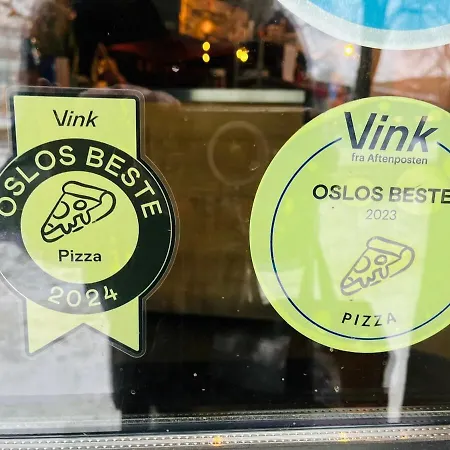 Vink
OSLOS BESTE
Pizza
2024
Vink
fra Aftenposten
OSLOS BESTE
2023
PIZZA